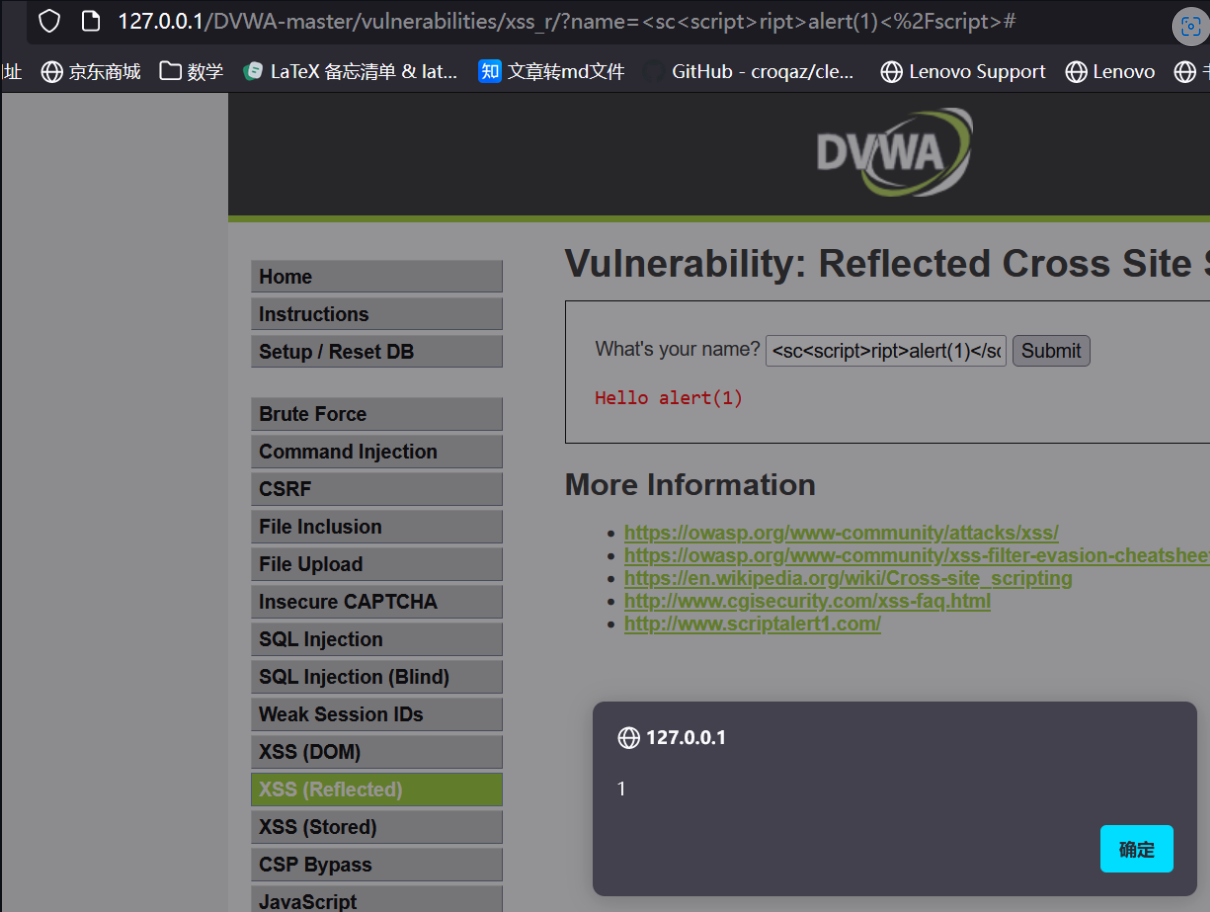 127.0.0.1/DVWA-master/vulnerabilities/xss_r/?name=<sc<script>ript>alert(1)<%2Fscript>#
址 京东商城 数学 LaTeX 备忘清单 & lat... 知 文章转md文件 GitHub - croqaz/cle... Lenovo Support Lenovo
DVWA
Vulnerability: Reflected Cross Site S
Home
Instructions
Setup / Reset DB
Brute Force
Command Injection
CSRF
File Inclusion
File Upload
Insecure CAPTCHA
SQL Injection
SQL Injection (Blind)
Weak Session IDs
XSS (DOM)
XSS (Reflected)
XSS (Stored)
CSP Bypass
JavaScript
What's your name? <sc<script>ript>alert(1)</sc Submit
Hello alert(1)
More Information
https://owasp.org/www-community/attacks/xss/
https://owasp.org/www-community/xss-filter-evasion-cheatshee
https://en.wikipedia.org/wiki/Cross-site_scripting
http://www.cgisecurity.com/xss-faq.html
http://www.scriptalert1.com/
127.0.0.1
1
确定